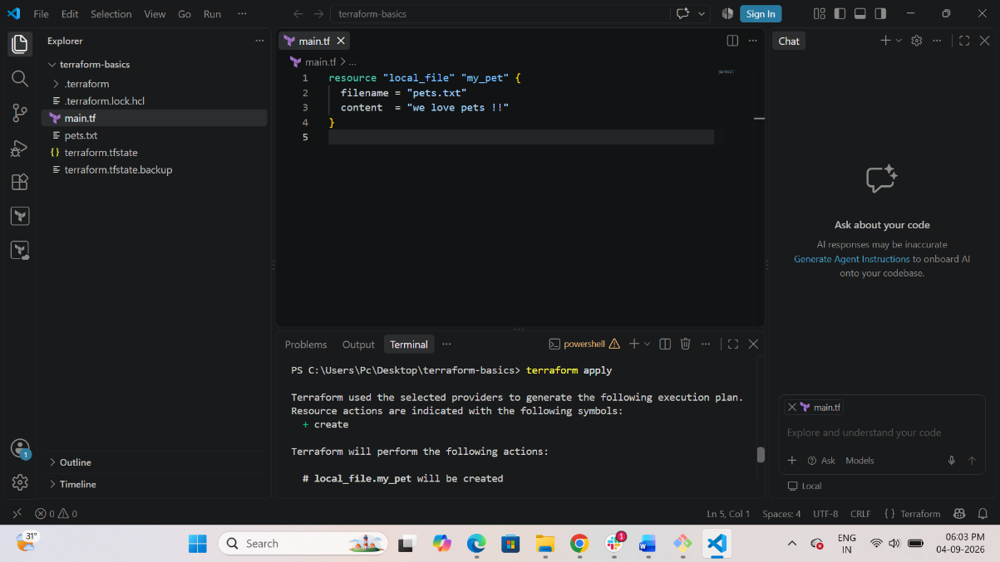 File Edit Selection View Go Run ···
terraform-basics
Sign In
Explorer
terraform-basics
.terraform
.terraform.lock.hcl
main.tf
pets.txt
{} terraform.tfstate
terraform.tfstate.backup
Outline
Timeline
1
main.tf
main.tf > ...
1 resource "local_file" "my_pet" {
2 filename = "pets.txt"
3 content = "we love pets !!"
4 }
5
Problems Output Terminal ···
powershell
PS C:\Users\Pc\Desktop\terraform-basics> terraform apply
Terraform used the selected providers to generate the following execution plan.
Resource actions are indicated with the following symbols:
+ create
Terraform will perform the following actions:
# local_file.my_pet will be created
Chat
Ask about your code
AI responses may be inaccurate
Generate Agent Instructions to onboard AI
onto your codebase.
main.tf
Explore and understand your code
Ask Models
Local
0 0
Ln 5, Col 1 Spaces: 4 UTF-8 CRLF {} Terraform
31°
Search
1
ENG
IN
06:03 PM
04-09-2026